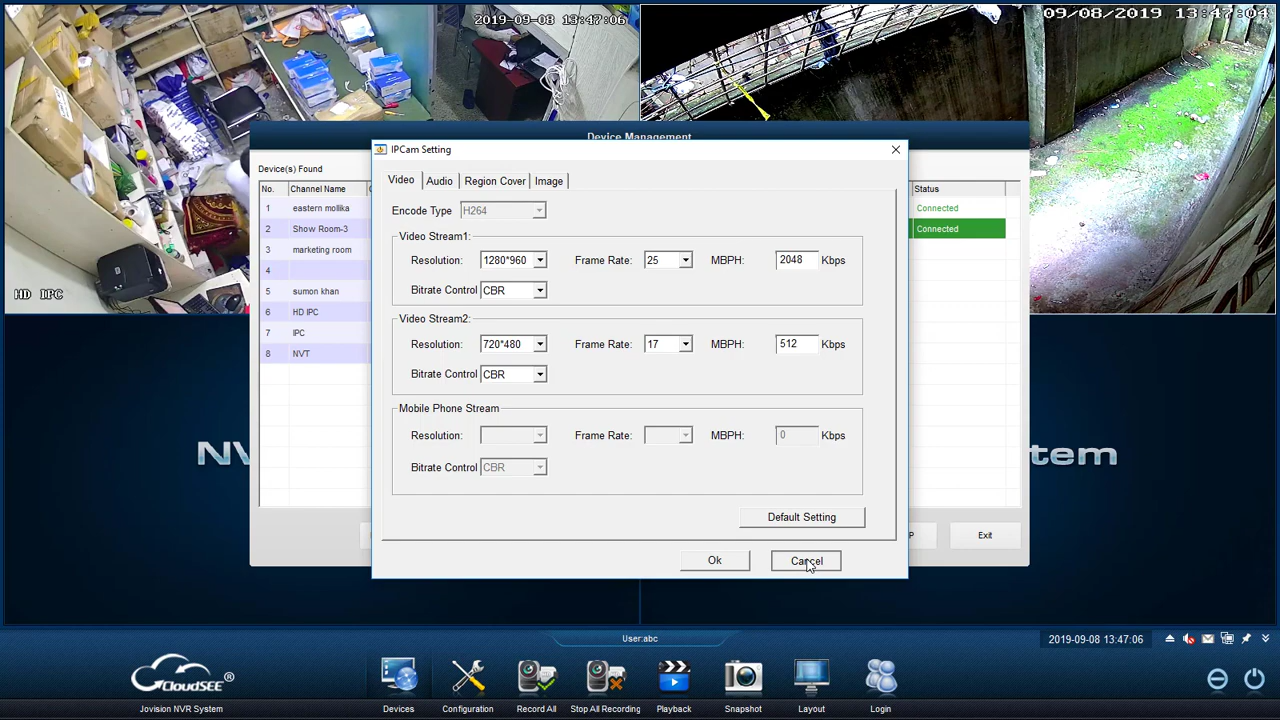 2019-09-08 13:47:06
09/08/2019 13:47:04
HD IPC
Device Management
Device(s) Found
No. Channel Name Status
1 eastern mollika Connected
2 Show Room-3 Connected
3 marketing room
4
5 sumon khan
6 HD IPC
7 IPC
8 NVT
IPCam Setting
Video Audio Region Cover Image
Encode Type H264
Video Stream1:
Resolution: 1280*960 Frame Rate: 25 MBPH: 2048 Kbps
Bitrate Control CBR
Video Stream2:
Resolution: 720*480 Frame Rate: 17 MBPH: 512 Kbps
Bitrate Control CBR
Mobile Phone Stream
Resolution: Frame Rate: MBPH: 0 Kbps
Bitrate Control CBR
Default Setting
Ok Cancel
P Exit
NV tem
User:abc
2019-09-08 13:47:06
CloudSEE®
Jovision NVR System
Devices Configuration Record All Stop All Recording Playback Snapshot Layout Login